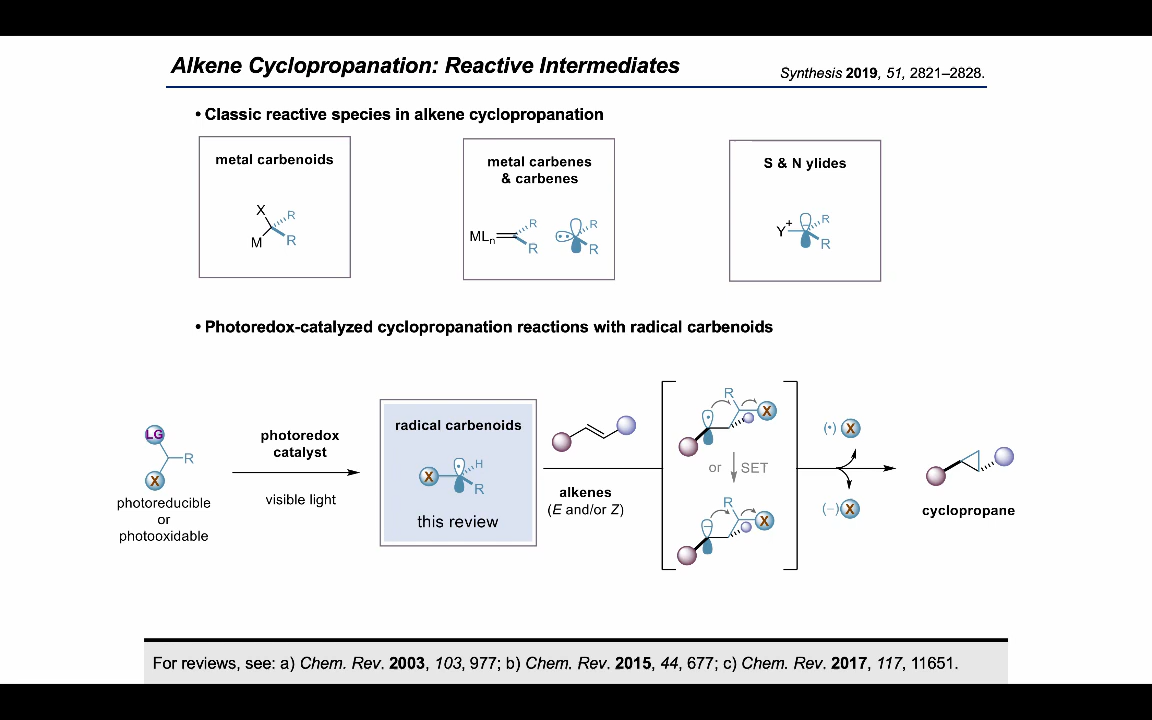 Alkene Cyclopropanation: Reactive Intermediates
Synthesis 2019, 51, 2821–2828.
• Classic reactive species in alkene cyclopropanation
metal carbenoids
X
R
M
R
metal carbenes
& carbenes
R
R
MLn
R
R
S & N ylides
R
Y+
R
• Photoredox-catalyzed cyclopropanation reactions with radical carbenoids
LG
R
X
photoreducible
or
photooxidable
photoredox
catalyst
visible light
radical carbenoids
H
X
R
this review
alkenes
(E and/or Z)
R
X
or
SET
R
X
(•) X
(−) X
cyclopropane
For reviews, see: a) Chem. Rev. 2003, 103, 977; b) Chem. Rev. 2015, 44, 677; c) Chem. Rev. 2017, 117, 11651.